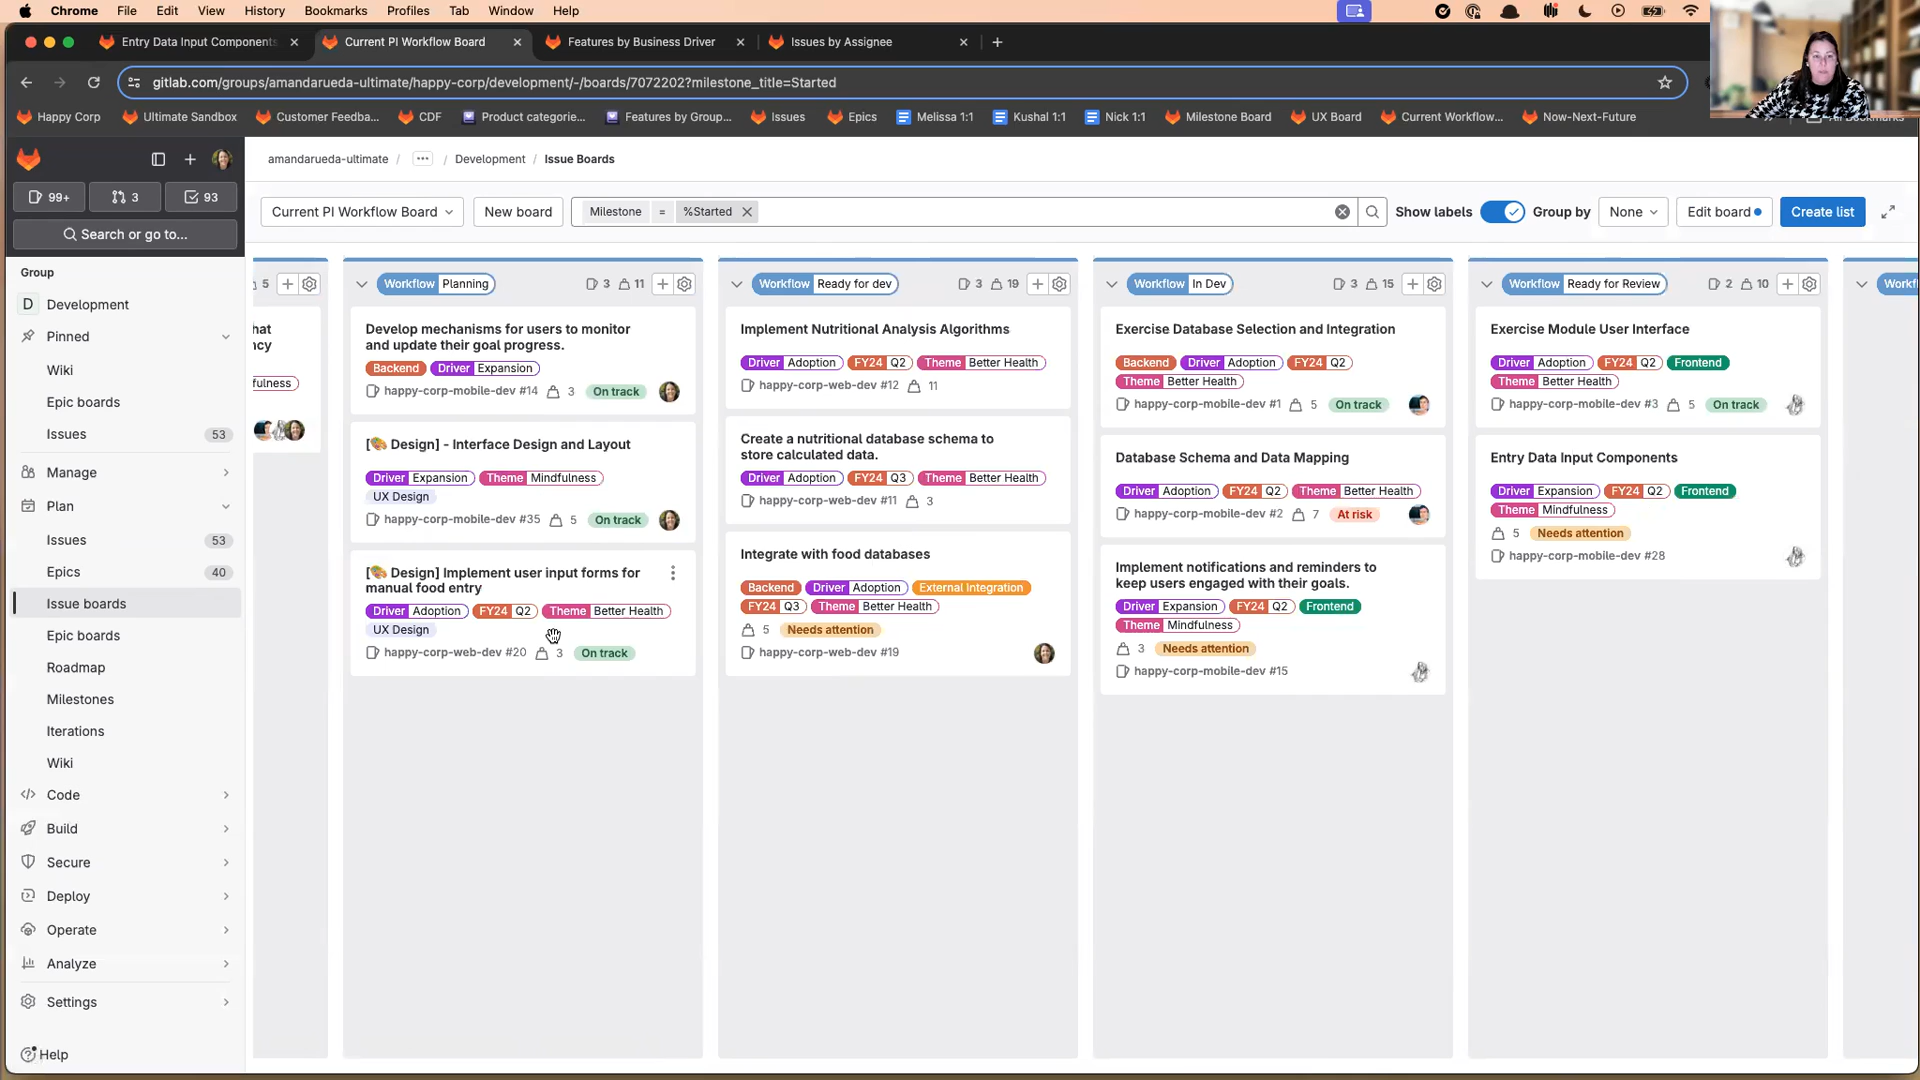 Chrome File Edit View History Bookmarks Profiles Tab Window Help
Entry Data Input Components
Current PI Workflow Board
Features by Business Driver
Issues by Assignee
gitlab.com/groups/amandarueda-ultimate/happy-corp/development/-/boards/7072202?milestone_title=Started
Happy Corp Ultimate Sandbox Customer Feedba... CDF Product categorie... Features by Group... Issues Epics Melissa 1:1 Kushal 1:1 Nick 1:1 Milestone Board UX Board Current Workflow... Now-Next-Future
amandarueda-ultimate / ... / Development / Issue Boards
99+ 3 93
Search or go to...
Current PI Workflow Board New board Milestone = %Started Show labels Group by None Edit board Create list
Group
D Development
Pinned
Wiki
Epic boards
Issues 53
Manage
Plan
Issues 53
Epics 40
Issue boards
Epic boards
Roadmap
Milestones
Iterations
Wiki
Code
Build
Secure
Deploy
Operate
Analyze
Settings
Help
5
Workflow Planning 3 11
Develop mechanisms for users to monitor
and update their goal progress.
Backend Driver Expansion
happy-corp-mobile-dev #14 3 On track
[🎨 Design] - Interface Design and Layout
Driver Expansion Theme Mindfulness
UX Design
happy-corp-mobile-dev #35 5 On track
[🎨 Design] Implement user input forms for
manual food entry
Driver Adoption FY24 Q2 Theme Better Health
UX Design
happy-corp-web-dev #20 3 On track
Workflow Ready for dev 3 19
Implement Nutritional Analysis Algorithms
Driver Adoption FY24 Q2 Theme Better Health
happy-corp-web-dev #12 11
Create a nutritional database schema to
store calculated data.
Driver Adoption FY24 Q3 Theme Better Health
happy-corp-web-dev #11 3
Integrate with food databases
Backend Driver Adoption External Integration
FY24 Q3 Theme Better Health
5 Needs attention
happy-corp-web-dev #19
Workflow In Dev 3 15
Exercise Database Selection and Integration
Backend Driver Adoption FY24 Q2
Theme Better Health
happy-corp-mobile-dev #1 5 On track
Database Schema and Data Mapping
Driver Adoption FY24 Q2 Theme Better Health
happy-corp-mobile-dev #2 7 At risk
Implement notifications and reminders to
keep users engaged with their goals.
Driver Expansion FY24 Q2 Frontend
Theme Mindfulness
3 Needs attention
happy-corp-mobile-dev #15
Workflow Ready for Review 2 10
Exercise Module User Interface
Driver Adoption FY24 Q2 Frontend
Theme Better Health
happy-corp-mobile-dev #3 5 On track
Entry Data Input Components
Driver Expansion FY24 Q2 Frontend
Theme Mindfulness
5 Needs attention
happy-corp-mobile-dev #28